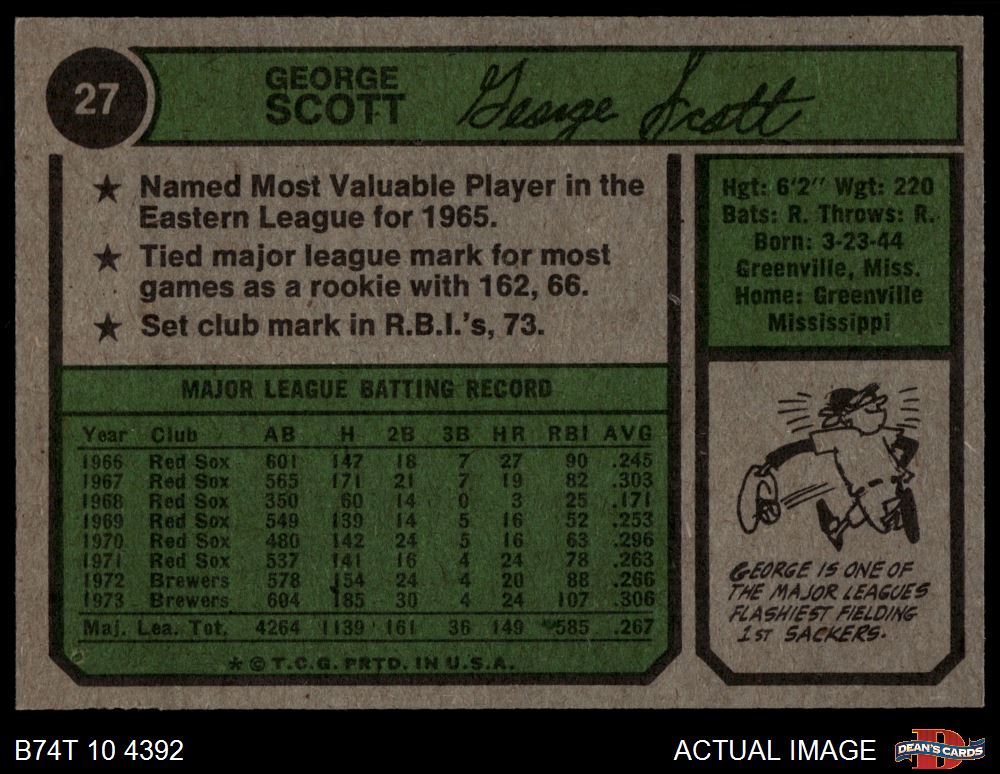 27
GEORGE
SCOTT
George Scott
★ Named Most Valuable Player in the
Eastern League for 1965.
★ Tied major league mark for most
games as a rookie with 162, 66.
★ Set club mark in R.B.I.'s, 73.
Hgt: 6'2" Wgt: 220
Bats: R. Throws: R.
Born: 3-23-44
Greenville, Miss.
Home: Greenville
Mississippi
MAJOR LEAGUE BATTING RECORD
Year Club AB H 2B 3B HR RBI AVG
1966 Red Sox 601 147 18 7 27 90 .245
1967 Red Sox 565 171 21 7 19 82 .303
1968 Red Sox 350 60 14 0 3 25 .171
1969 Red Sox 549 139 14 5 16 52 .253
1970 Red Sox 480 142 24 5 16 63 .296
1971 Red Sox 537 141 16 4 24 78 .263
1972 Brewers 578 154 24 4 20 88 .266
1973 Brewers 604 185 30 4 24 107 .306
Maj. Lea. Tot. 4264 1139 161 36 149 585 .267
★ © T.C.G. PRTD. IN U.S.A.
GEORGE IS ONE OF
THE MAJOR LEAGUES
FLASHIEST FIELDING
1ST SACKERS.
B74T 10 4392
ACTUAL IMAGE
DEAN'S CARDS